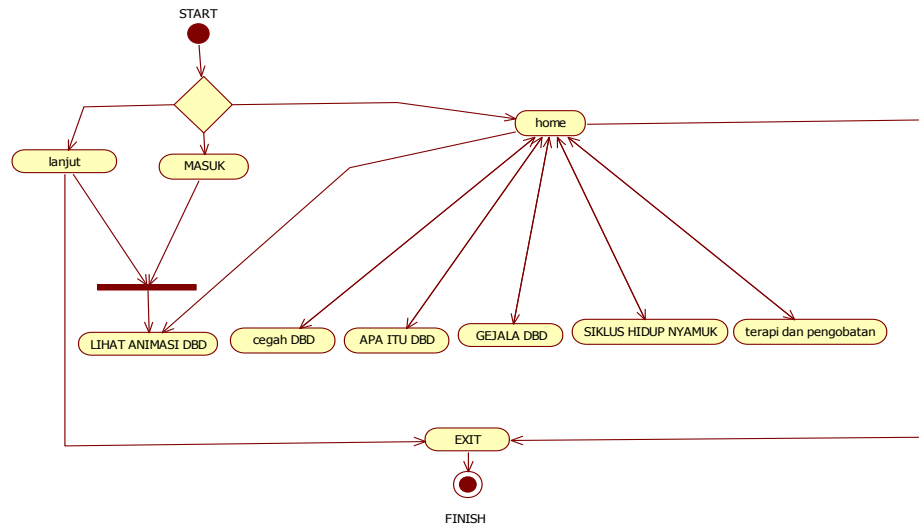 START
home
lanjut
MASUK
LIHAT ANIMASI DBD
cegah DBD
APA ITU DBD
GEJALA DBD
SIKLUS HIDUP NYAMUK
terapi dan pengobatan
EXIT
FINISH